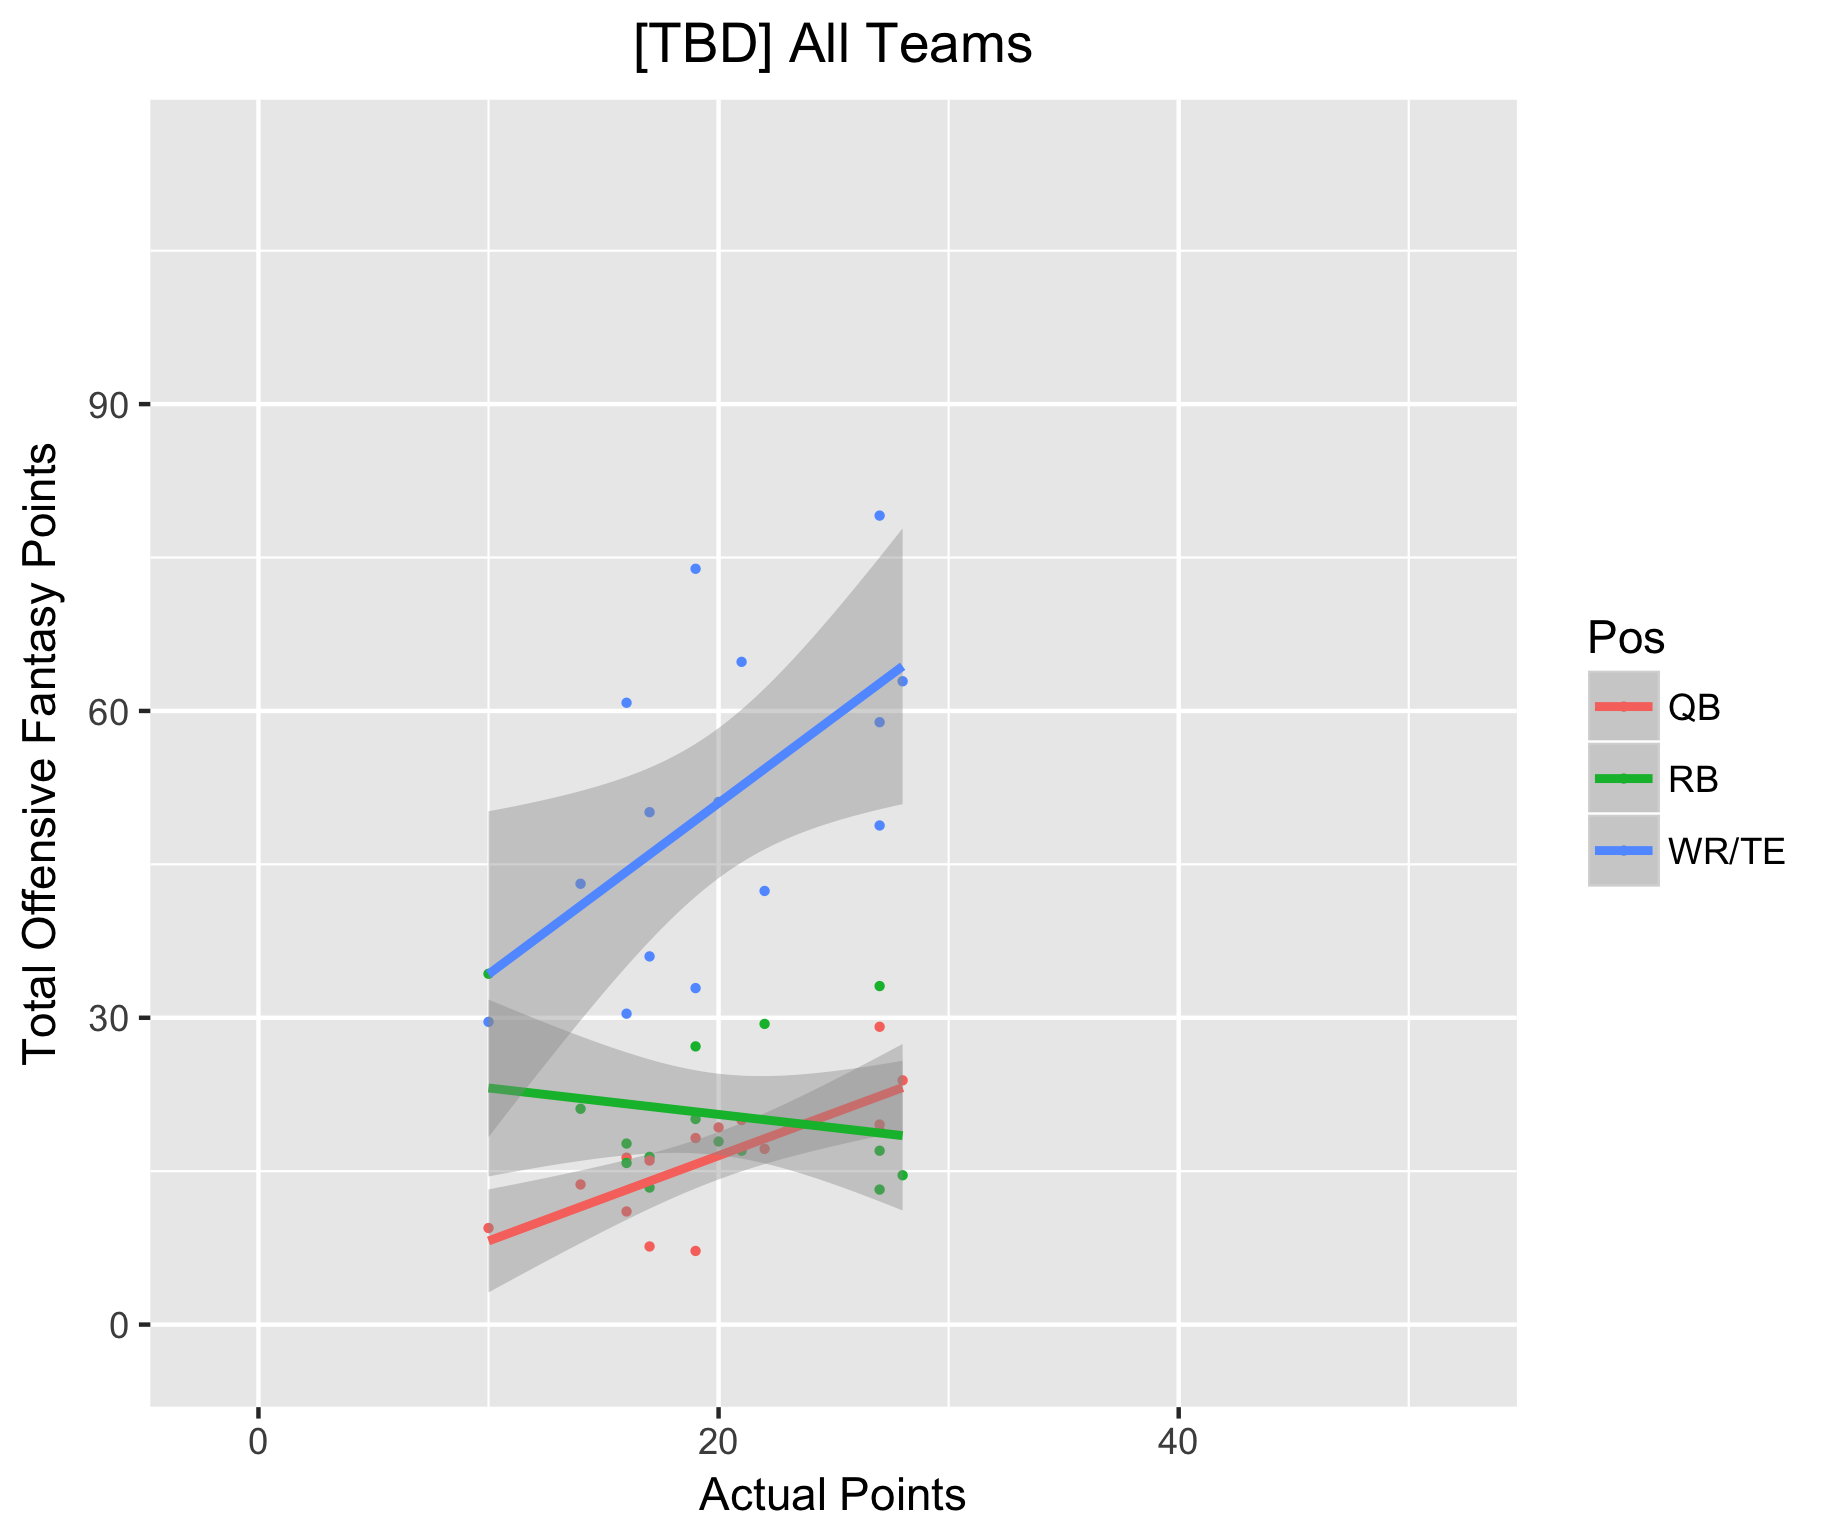 [TBD] All Teams
Total Offensive Fantasy Points
90
60
30
0
0
20
40
Actual Points
Pos
QB
RB
WR/TE